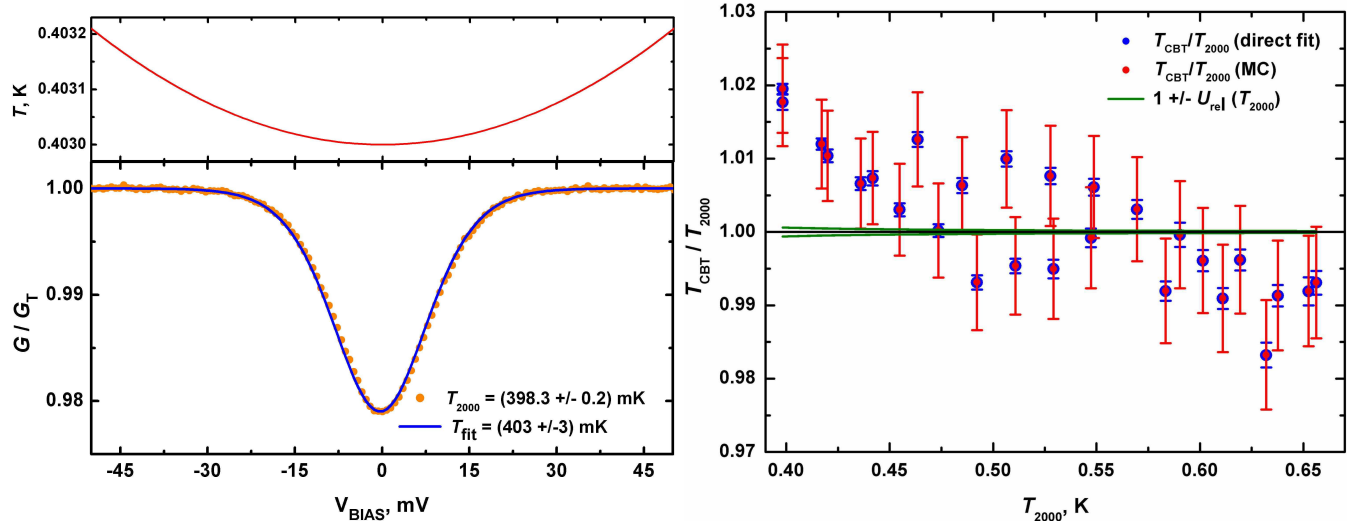 T, K
0.4032
0.4031
0.4030
G / G_T
1.00
0.99
0.98
T_2000 = (398.3 +/- 0.2) mK
T_fit = (403 +/-3) mK
-45
-30
-15
0
15
30
45
V_BIAS, mV
T_CBT / T_2000
1.03
1.02
1.01
1.00
0.99
0.98
0.97
T_CBT/T_2000 (direct fit)
T_CBT/T_2000 (MC)
1 +/- U_rel (T_2000)
0.40
0.45
0.50
0.55
0.60
0.65
T_2000, K